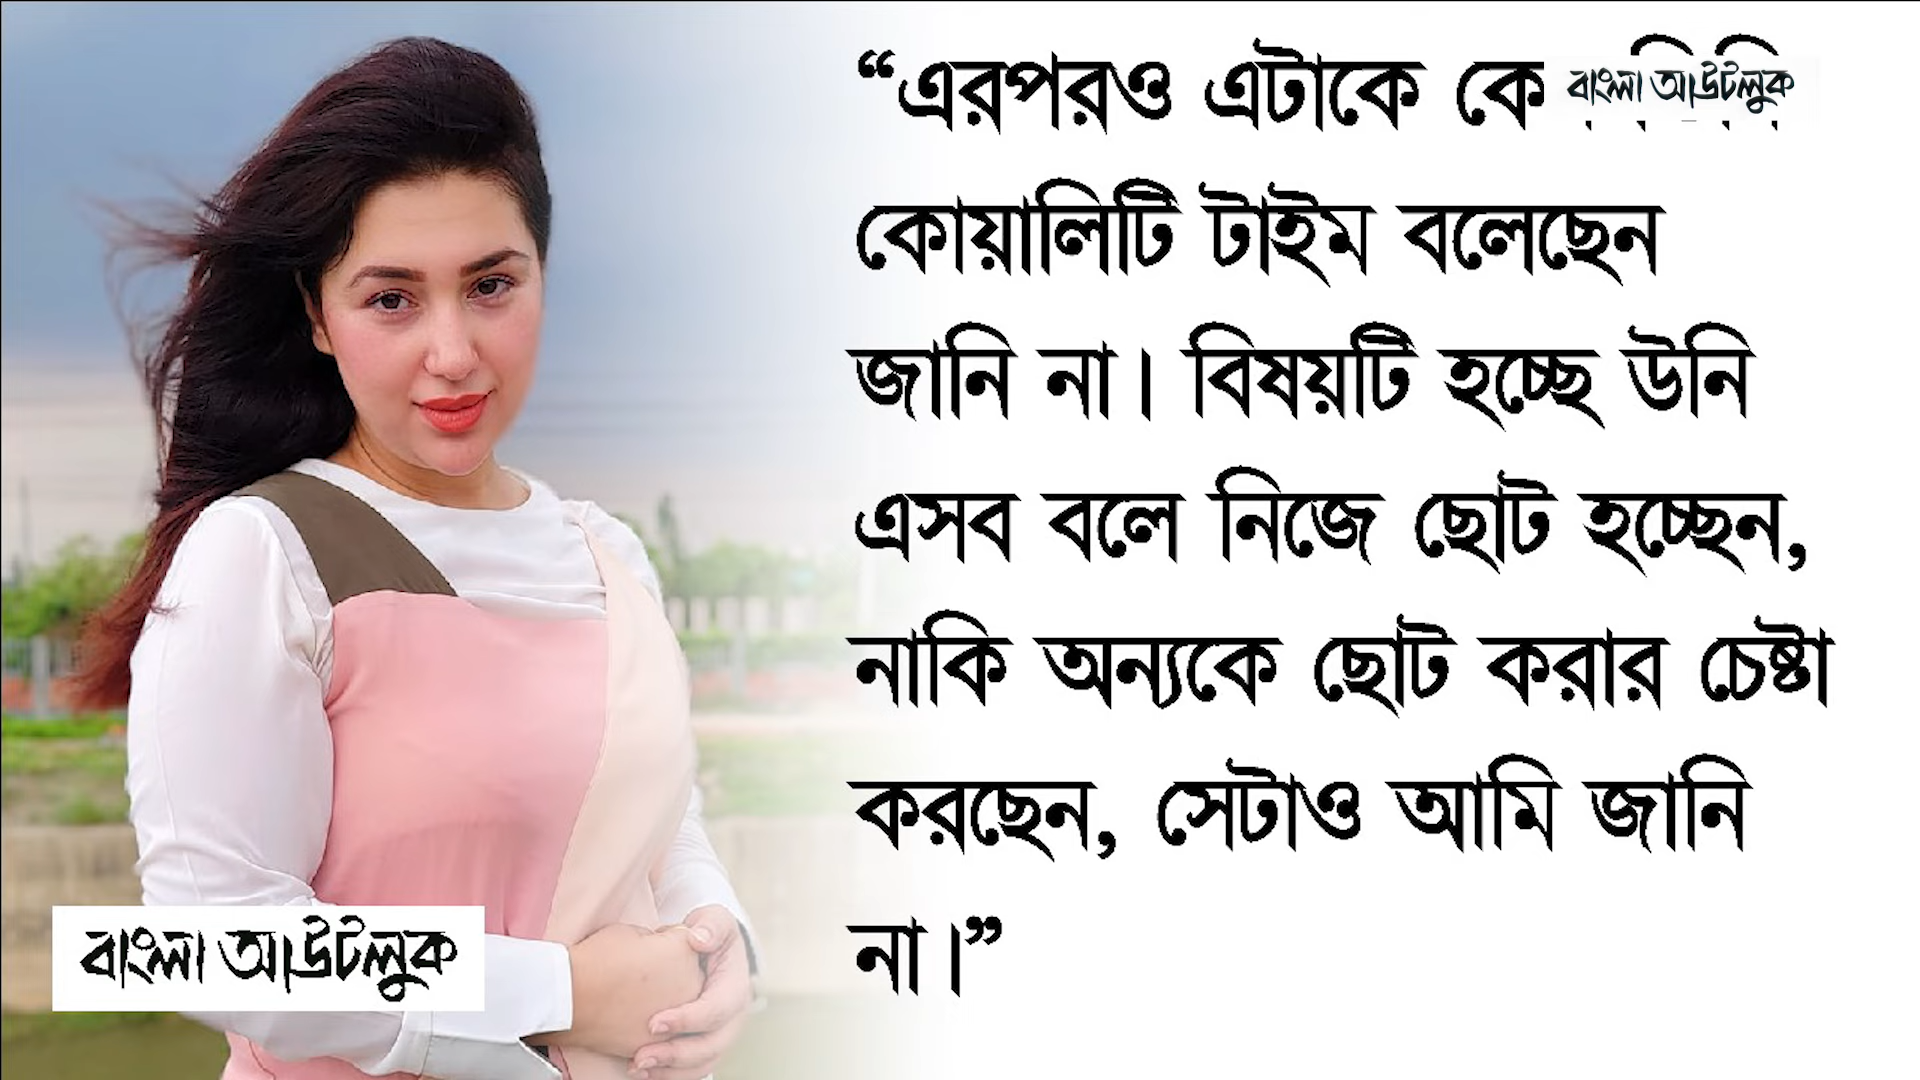 “এরপরও এটাকে কে
বাংলা আউটলুক
কোয়ালিটি টাইম বলেছেন
জানি না। বিষয়টি হচ্ছে উনি
এসব বলে নিজে ছোট হচ্ছেন,
নাকি অন্যকে ছোট করার চেষ্টা
করছেন, সেটাও আমি জানি
না।”
বাংলা আউটলুক